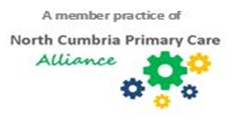 A member practice of
North Cumbria Primary Care
Alliance